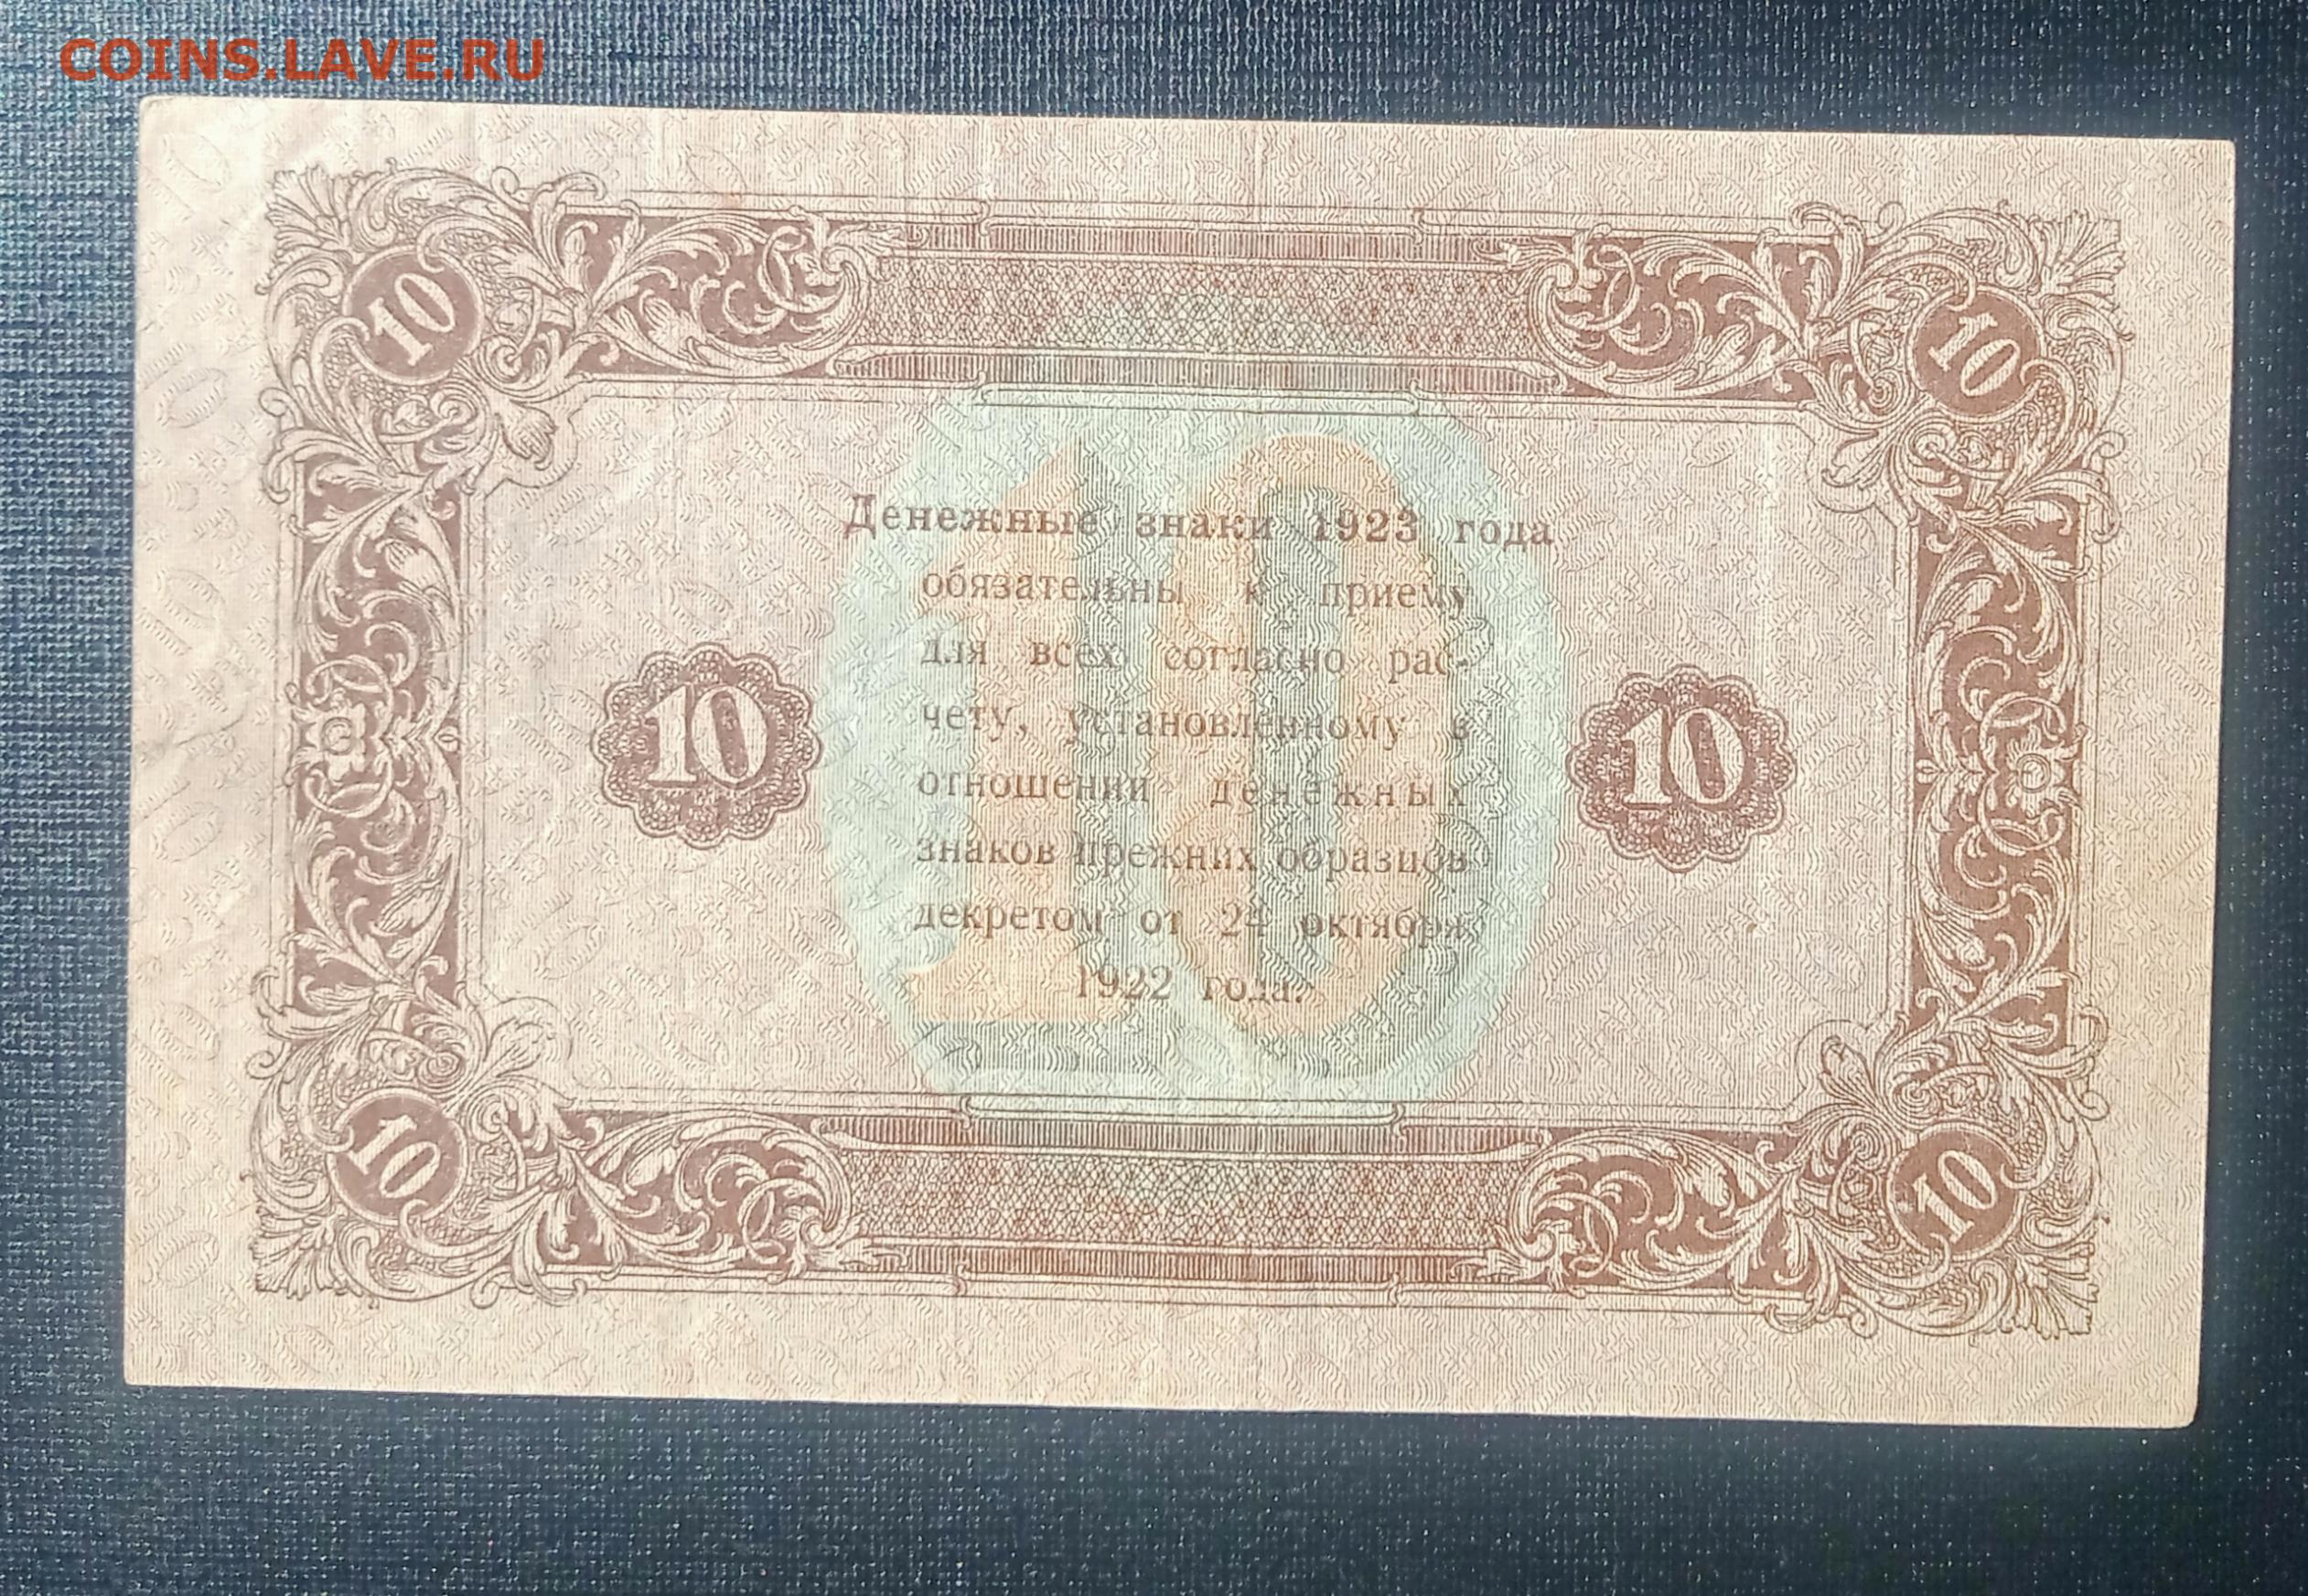 COINS.LAVE.RU
10
10
Денежные знаки 1923 года
обязательны к приему
для всех согласно рас-
чету, установленному в
10
10
10
отношении денежных
знаков прежних образцов
декретом от 24 октября
1922 года.
10
10